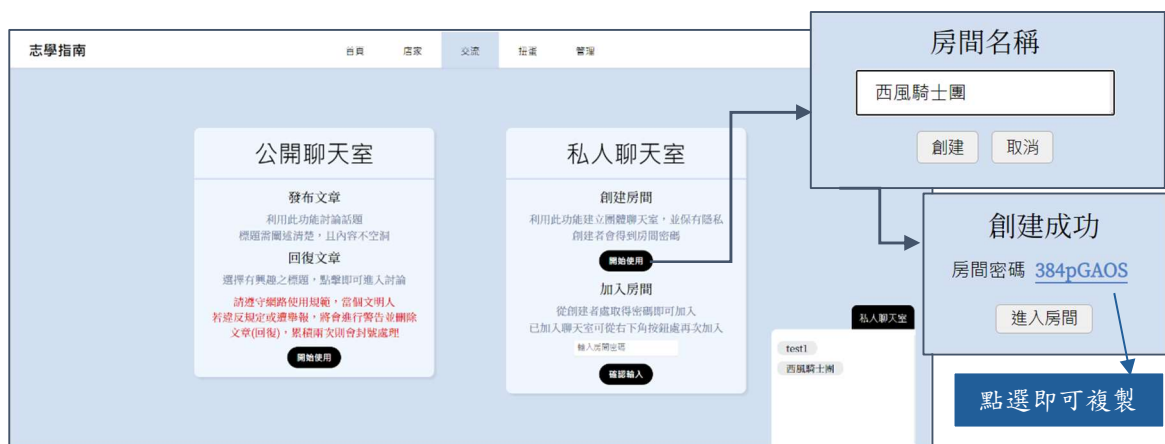 志學指南
首頁 店家 交流 扭蛋 管理
公開聊天室
發布文章
利用此功能討論話題
標題需闡述清楚，且內容不空洞
回復文章
選擇有興趣之標題，點擊即可進入討論
請遵守網路使用規範，當個文明人
若違反規定或遭舉報，將會進行警告並刪除
文章(回復)，累積兩次則會封號處理!
開始使用
私人聊天室
創建房間
利用此功能建立團體聊天室，並保有隱私
創建者會得到房間密碼
開始使用
加入房間
從創建者處取得密碼即可加入
已加入聊天室可從右下角按鈕處再次加入
輸入房間密碼
確認輸入
私人聊天室
test1
西風騎士團
房間名稱
西風騎士團
創建 取消
創建成功
房間密碼 384pGAOS
進入房間
點選即可複製